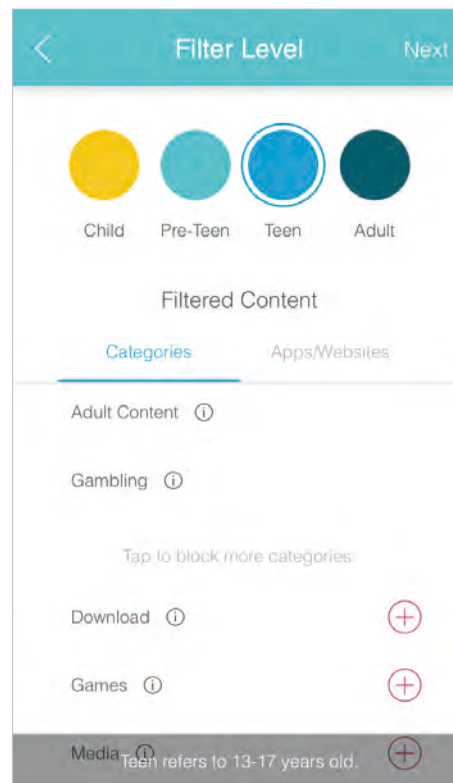 Filter Level Next
Child Pre-Teen Teen Adult
Filtered Content
Categories Apps/Websites
Adult Content
Gambling
Tap to block more categories.
Download
Games
Media
Teen refers to 13-17 years old.